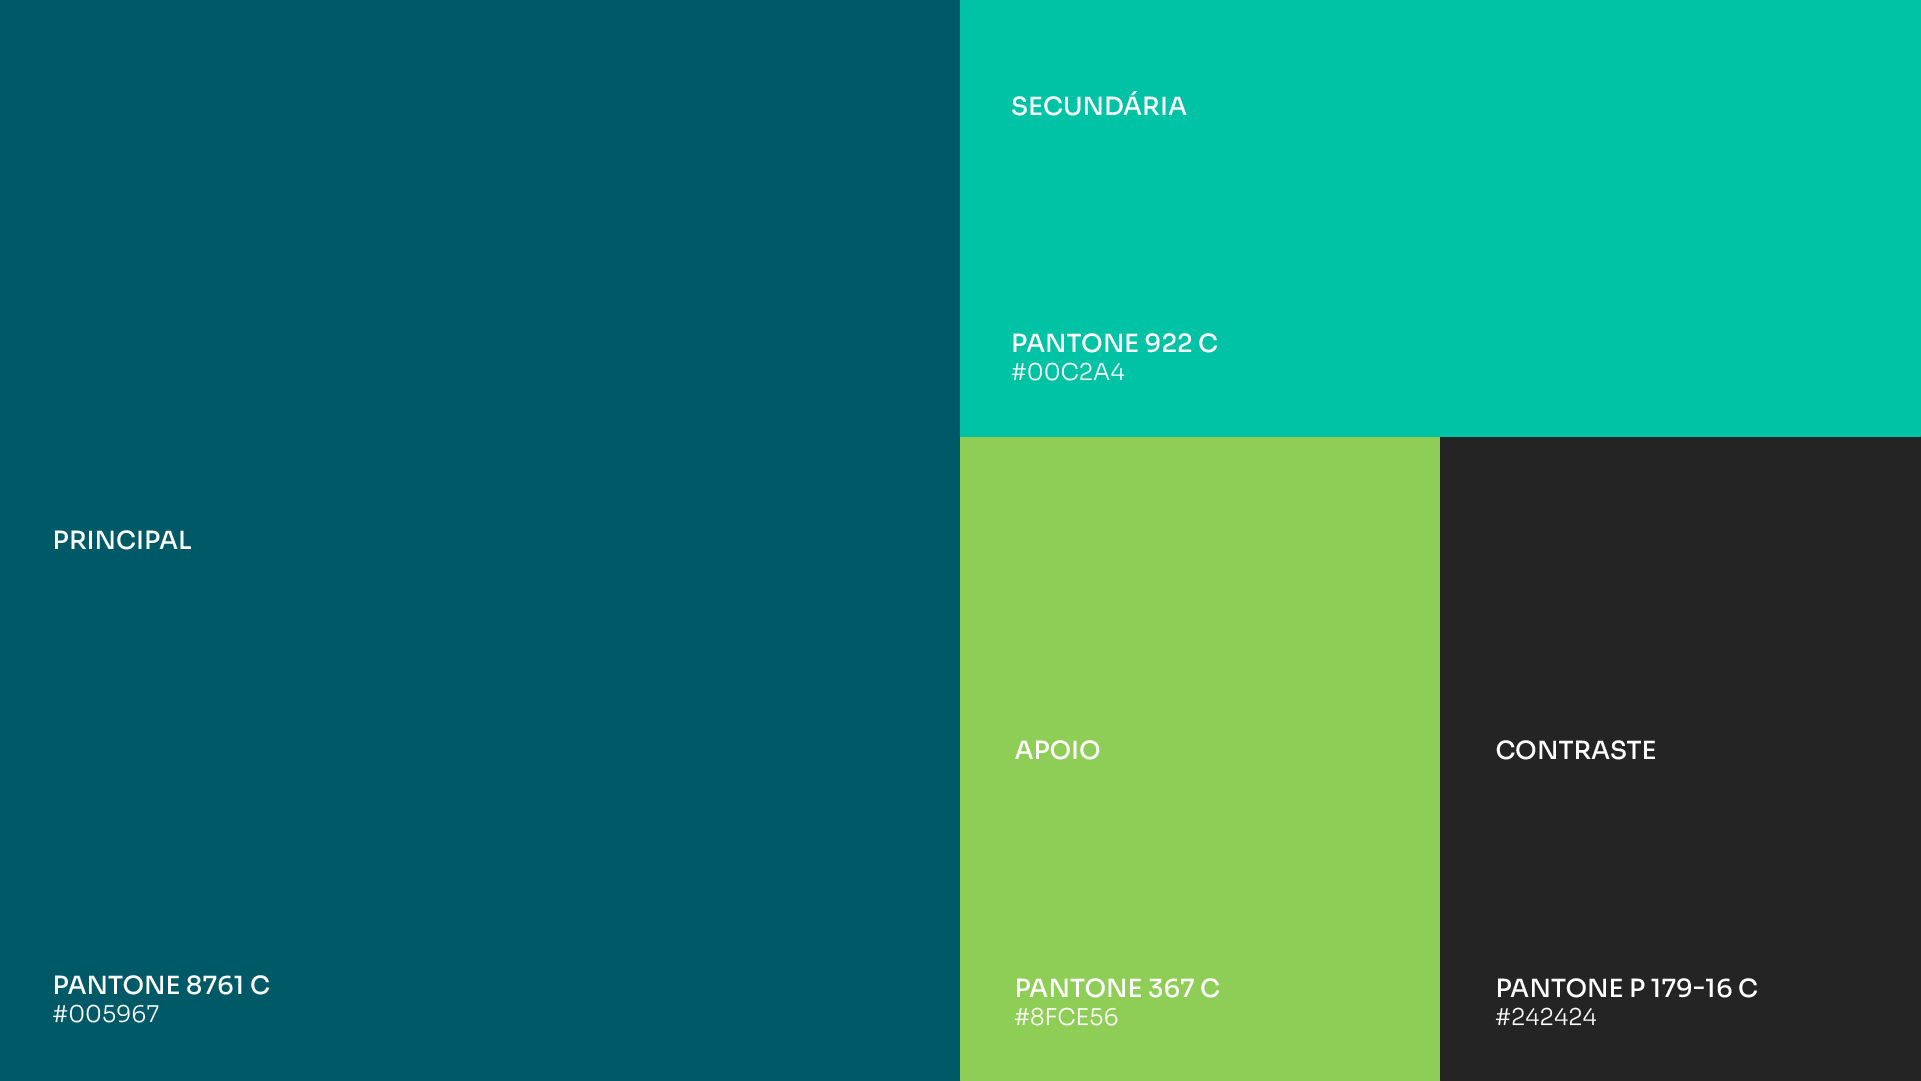 PRINCIPAL
PANTONE 8761 C
#005967
SECUNDÁRIA
PANTONE 922 C
#00C2A4
APOIO
PANTONE 367 C
#8FCE56
CONTRASTE
PANTONE P 179-16 C
#242424